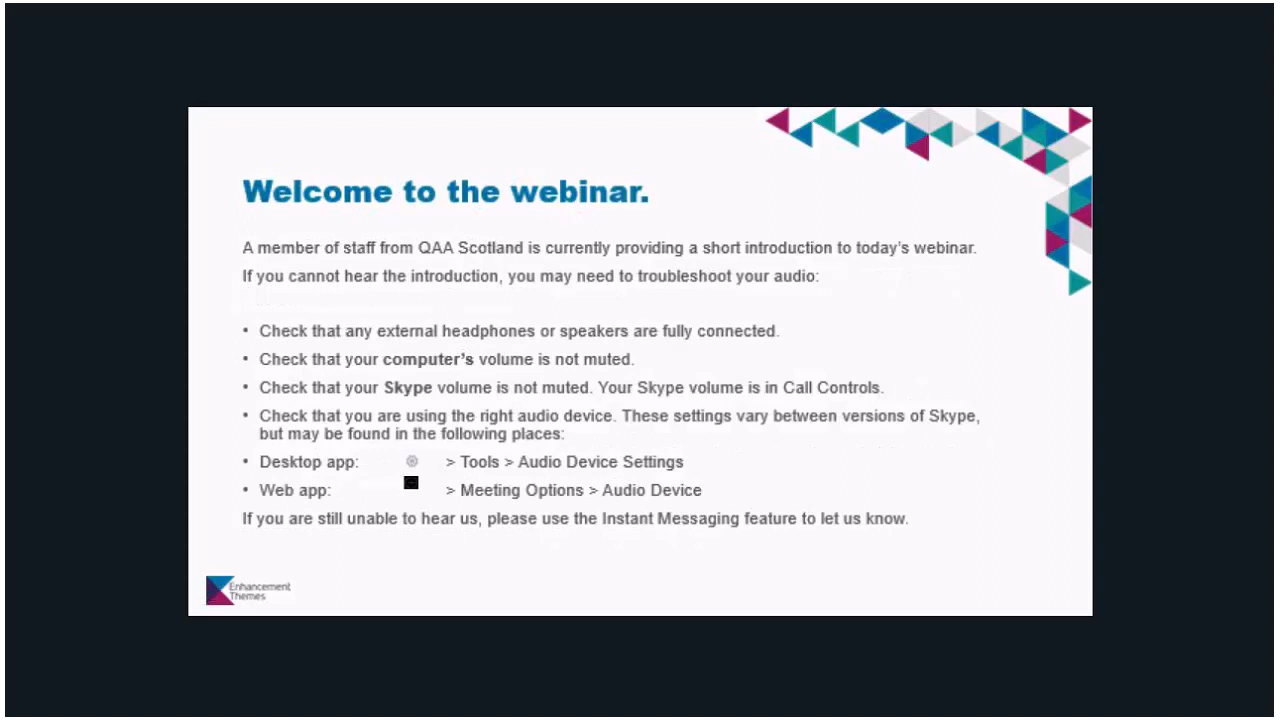 Welcome to the webinar.
A member of staff from QAA Scotland is currently providing a short introduction to today's webinar.
If you cannot hear the introduction, you may need to troubleshoot your audio:
• Check that any external headphones or speakers are fully connected.
• Check that your computer's volume is not muted.
• Check that your Skype volume is not muted. Your Skype volume is in Call Controls.
• Check that you are using the right audio device. These settings vary between versions of Skype,
but may be found in the following places:
• Desktop app: > Tools > Audio Device Settings
• Web app: > Meeting Options > Audio Device
If you are still unable to hear us, please use the Instant Messaging feature to let us know.
Enhancement
Themes